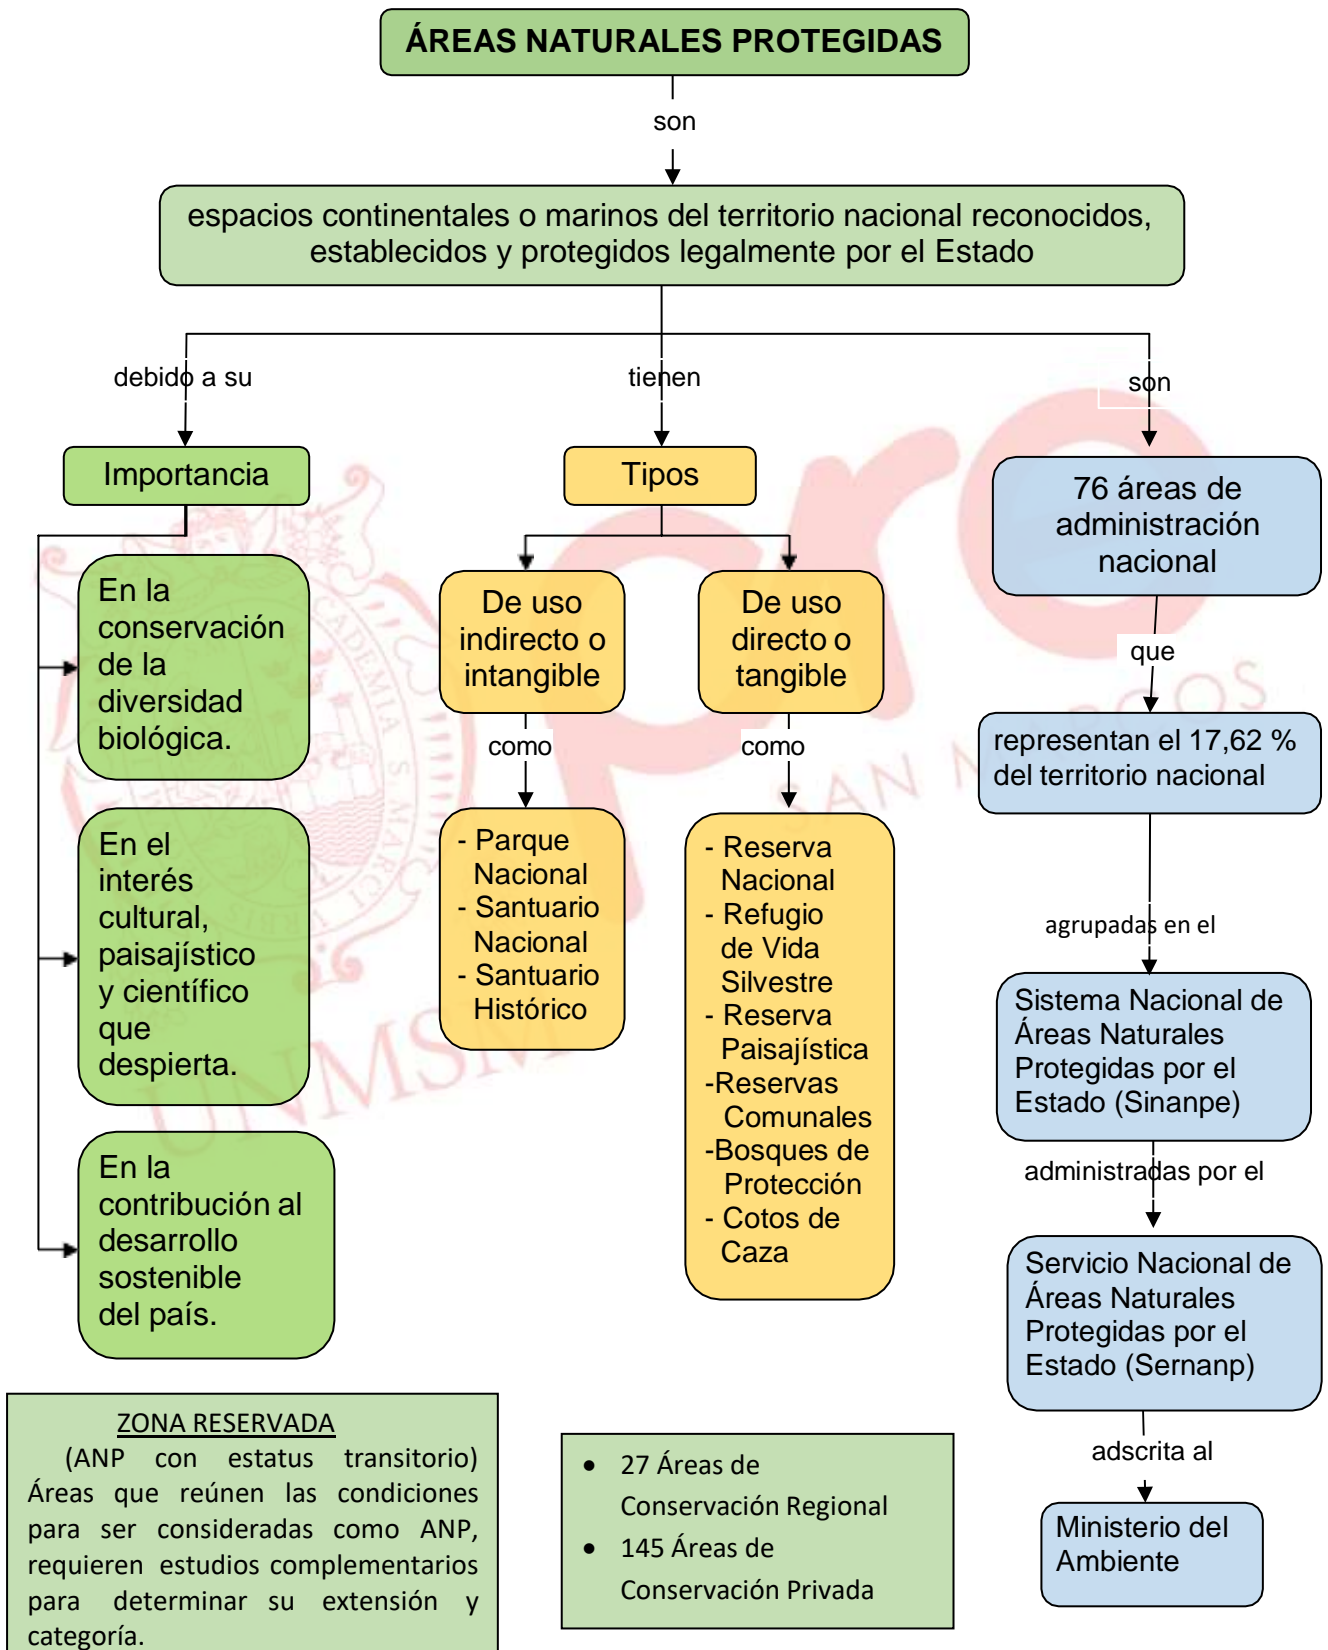 ÁREAS NATURALES PROTEGIDAS
son
espacios continentales o marinos del territorio nacional reconocidos,
establecidos y protegidos legalmente por el Estado
debido a su
Importancia
En la
conservación
de la
diversidad
biológica.
En el
interés
cultural,
paisajístico
y científico
que
despierta.
En la
contribución al
desarrollo
sostenible
del país.
tienen
Tipos
De uso
indirecto o
intangible
como
- Parque
Nacional
- Santuario
Nacional
- Santuario
Histórico
De uso
directo o
tangible
como
- Reserva
Nacional
- Refugio
de Vida
Silvestre
- Reserva
Paisajística
-Reservas
Comunales
-Bosques de
Protección
- Cotos de
Caza
son
76 áreas de
administración
nacional
que
representan el 17,62 %
del territorio nacional
agrupadas en el
Sistema Nacional de
Áreas Naturales
Protegidas por el
Estado (Sinanpe)
administradas por el
Servicio Nacional de
Áreas Naturales
Protegidas por el
Estado (Sernanp)
adscrita al
Ministerio del
Ambiente
ZONA RESERVADA
(ANP con estatus transitorio)
Áreas que reúnen las condiciones
para ser consideradas como ANP,
requieren estudios complementarios
para determinar su extensión y
categoría.
• 27 Áreas de
Conservación Regional
• 145 Áreas de
Conservación Privada
pre
SAN MARCOS
UNMSM